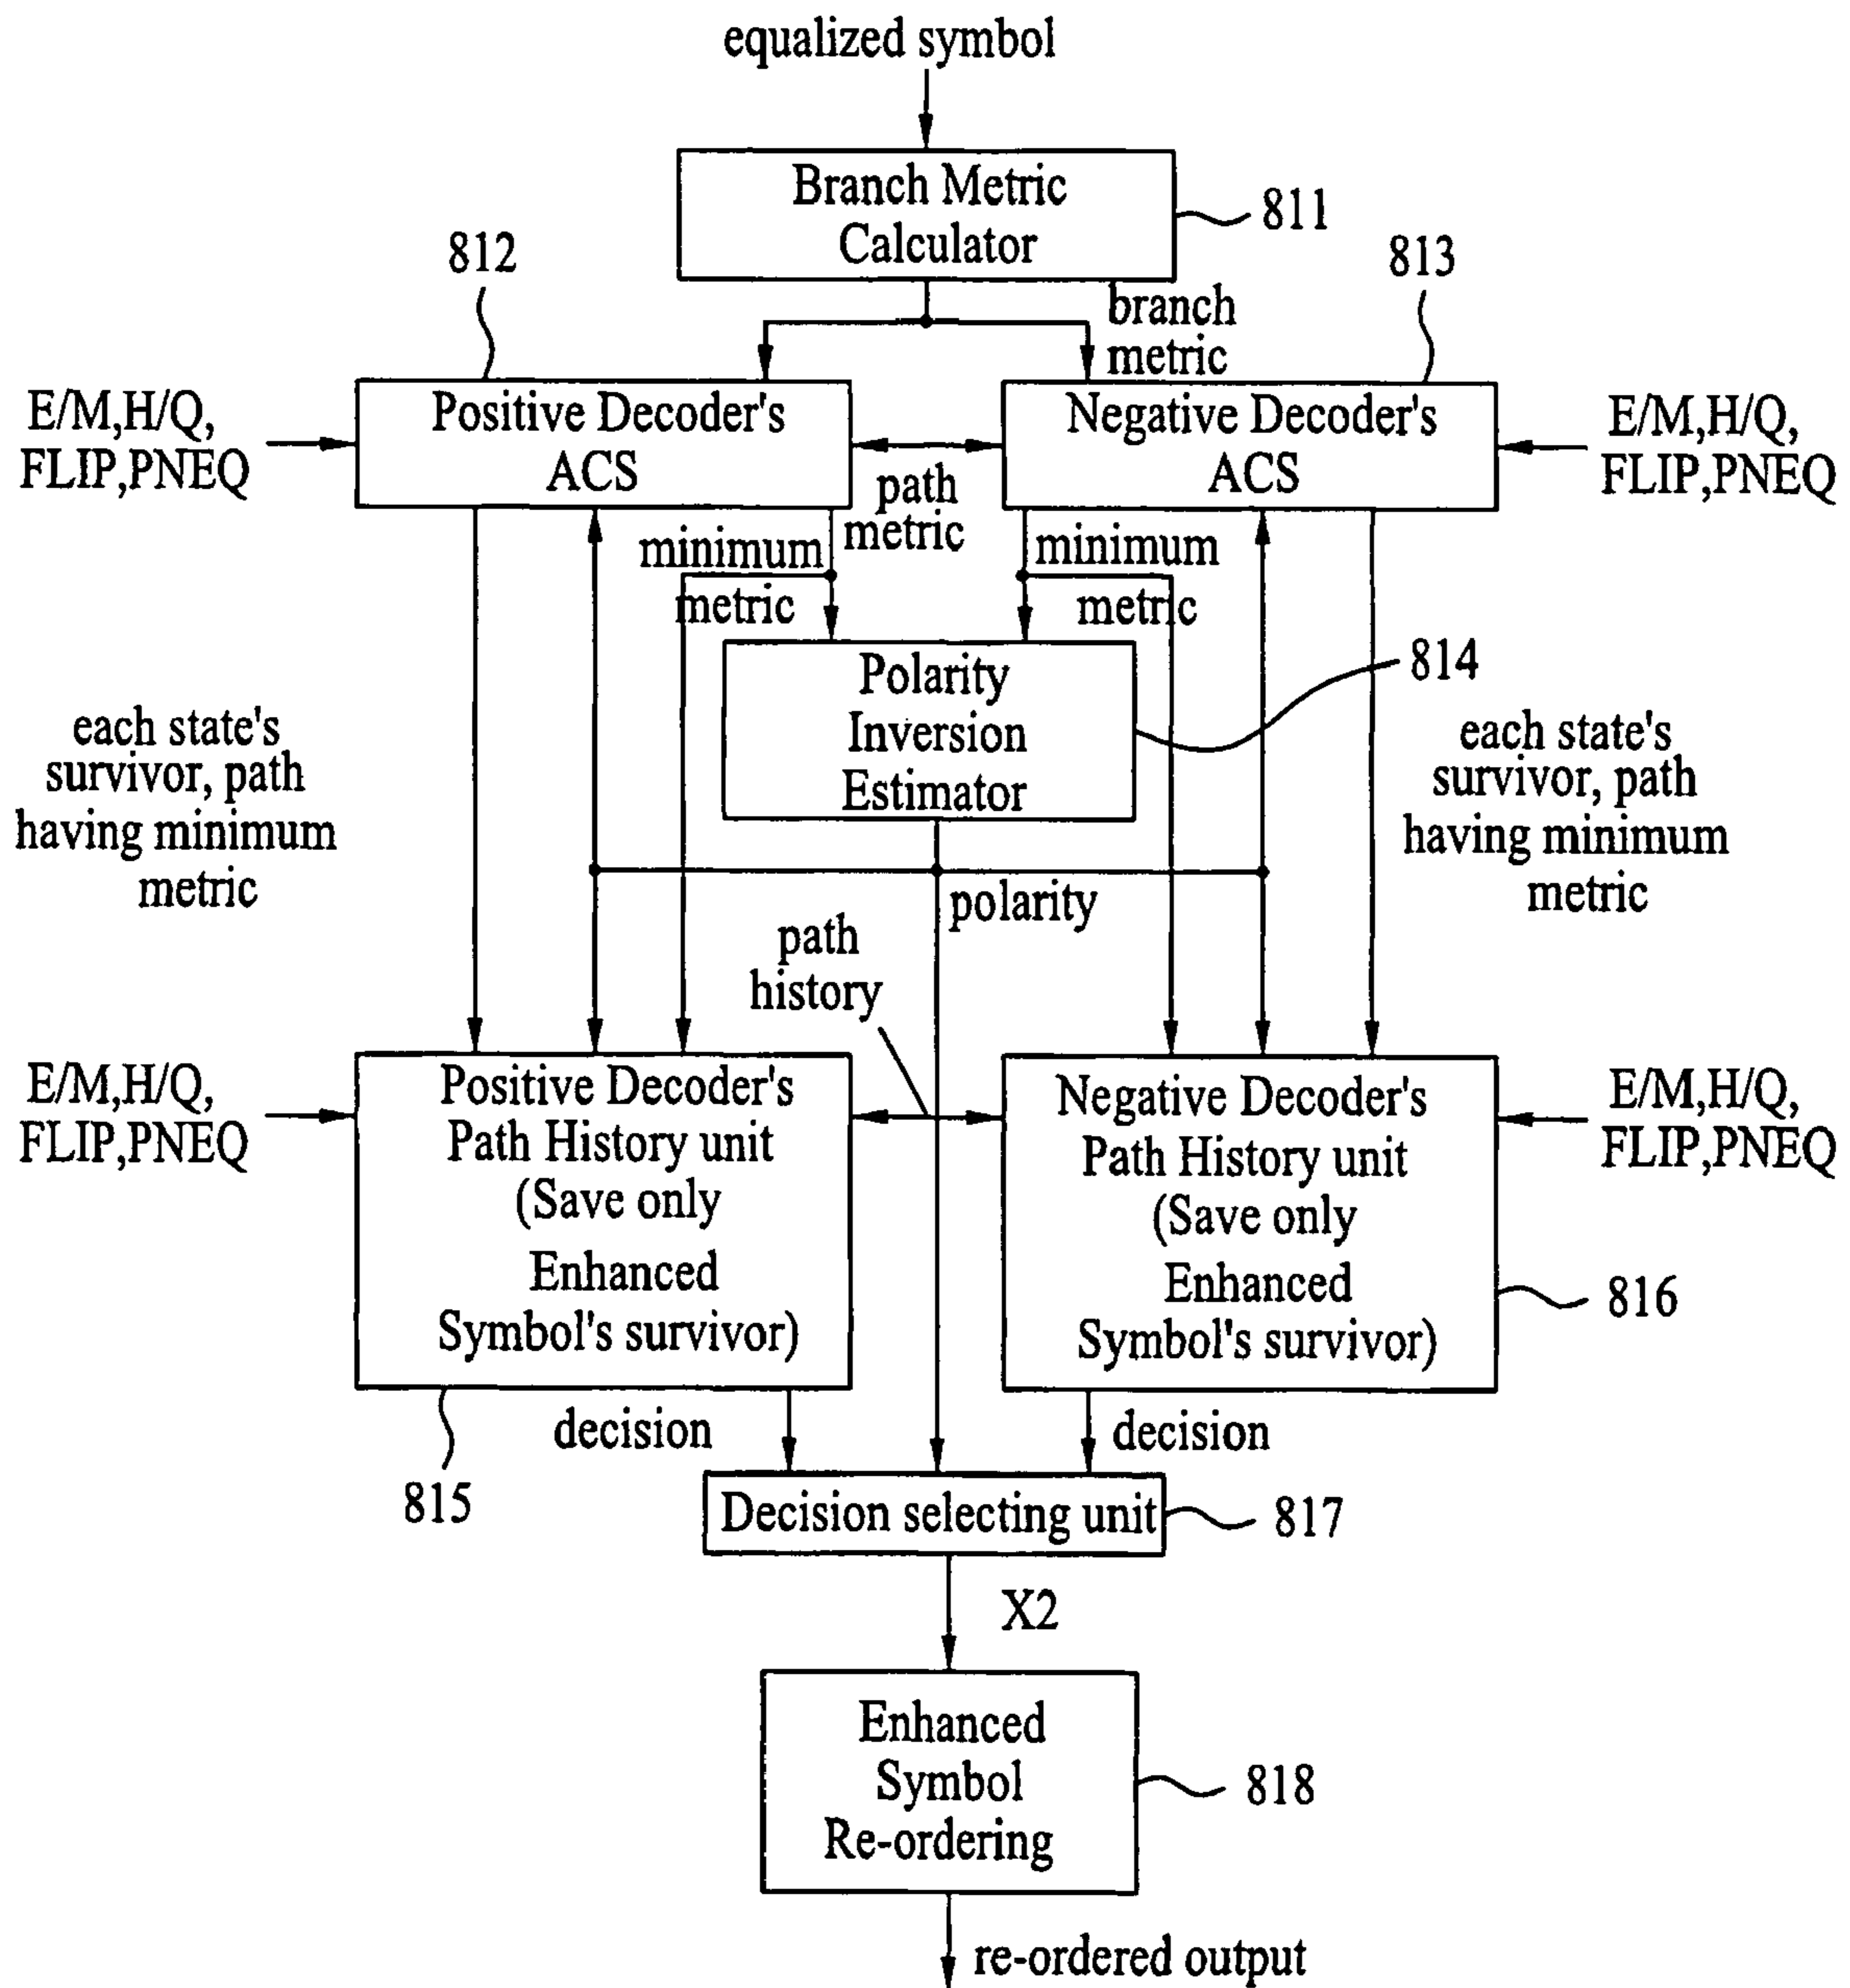 equalized symbol
Branch Metric
Calculator
811
812
813
branch
metric
E/M,H/Q,
FLIP,PNEQ
Positive Decoder's
ACS
Negative Decoder's
ACS
E/M,H/Q,
FLIP,PNEQ
path
metric
minimum
metric
minimum
metric
Polarity
Inversion
Estimator
814
each state's
survivor, path
having minimum
metric
each state's
survivor, path
having minimum
metric
polarity
path
history
E/M,H/Q,
FLIP,PNEQ
Positive Decoder's
Path History unit
(Save only
Enhanced
Symbol's survivor)
Negative Decoder's
Path History unit
(Save only
Enhanced
Symbol's survivor)
E/M,H/Q,
FLIP,PNEQ
816
decision
decision
815
Decision selecting unit
817
X2
Enhanced
Symbol
Re-ordering
818
re-ordered output